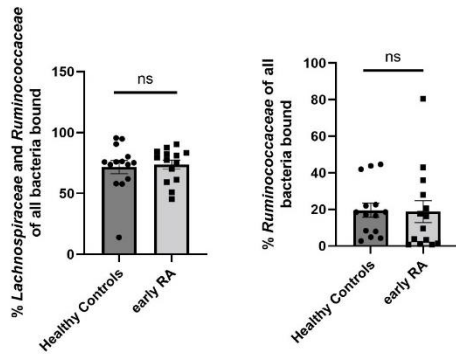 % Lachnospiraceae and Ruminococcaceae
of all bacteria bound
150
100
50
0
ns
Healthy Controls
early RA
% Ruminococcaceae of all
bacteria bound
100
80
60
40
20
0
ns
Healthy Controls
early RA